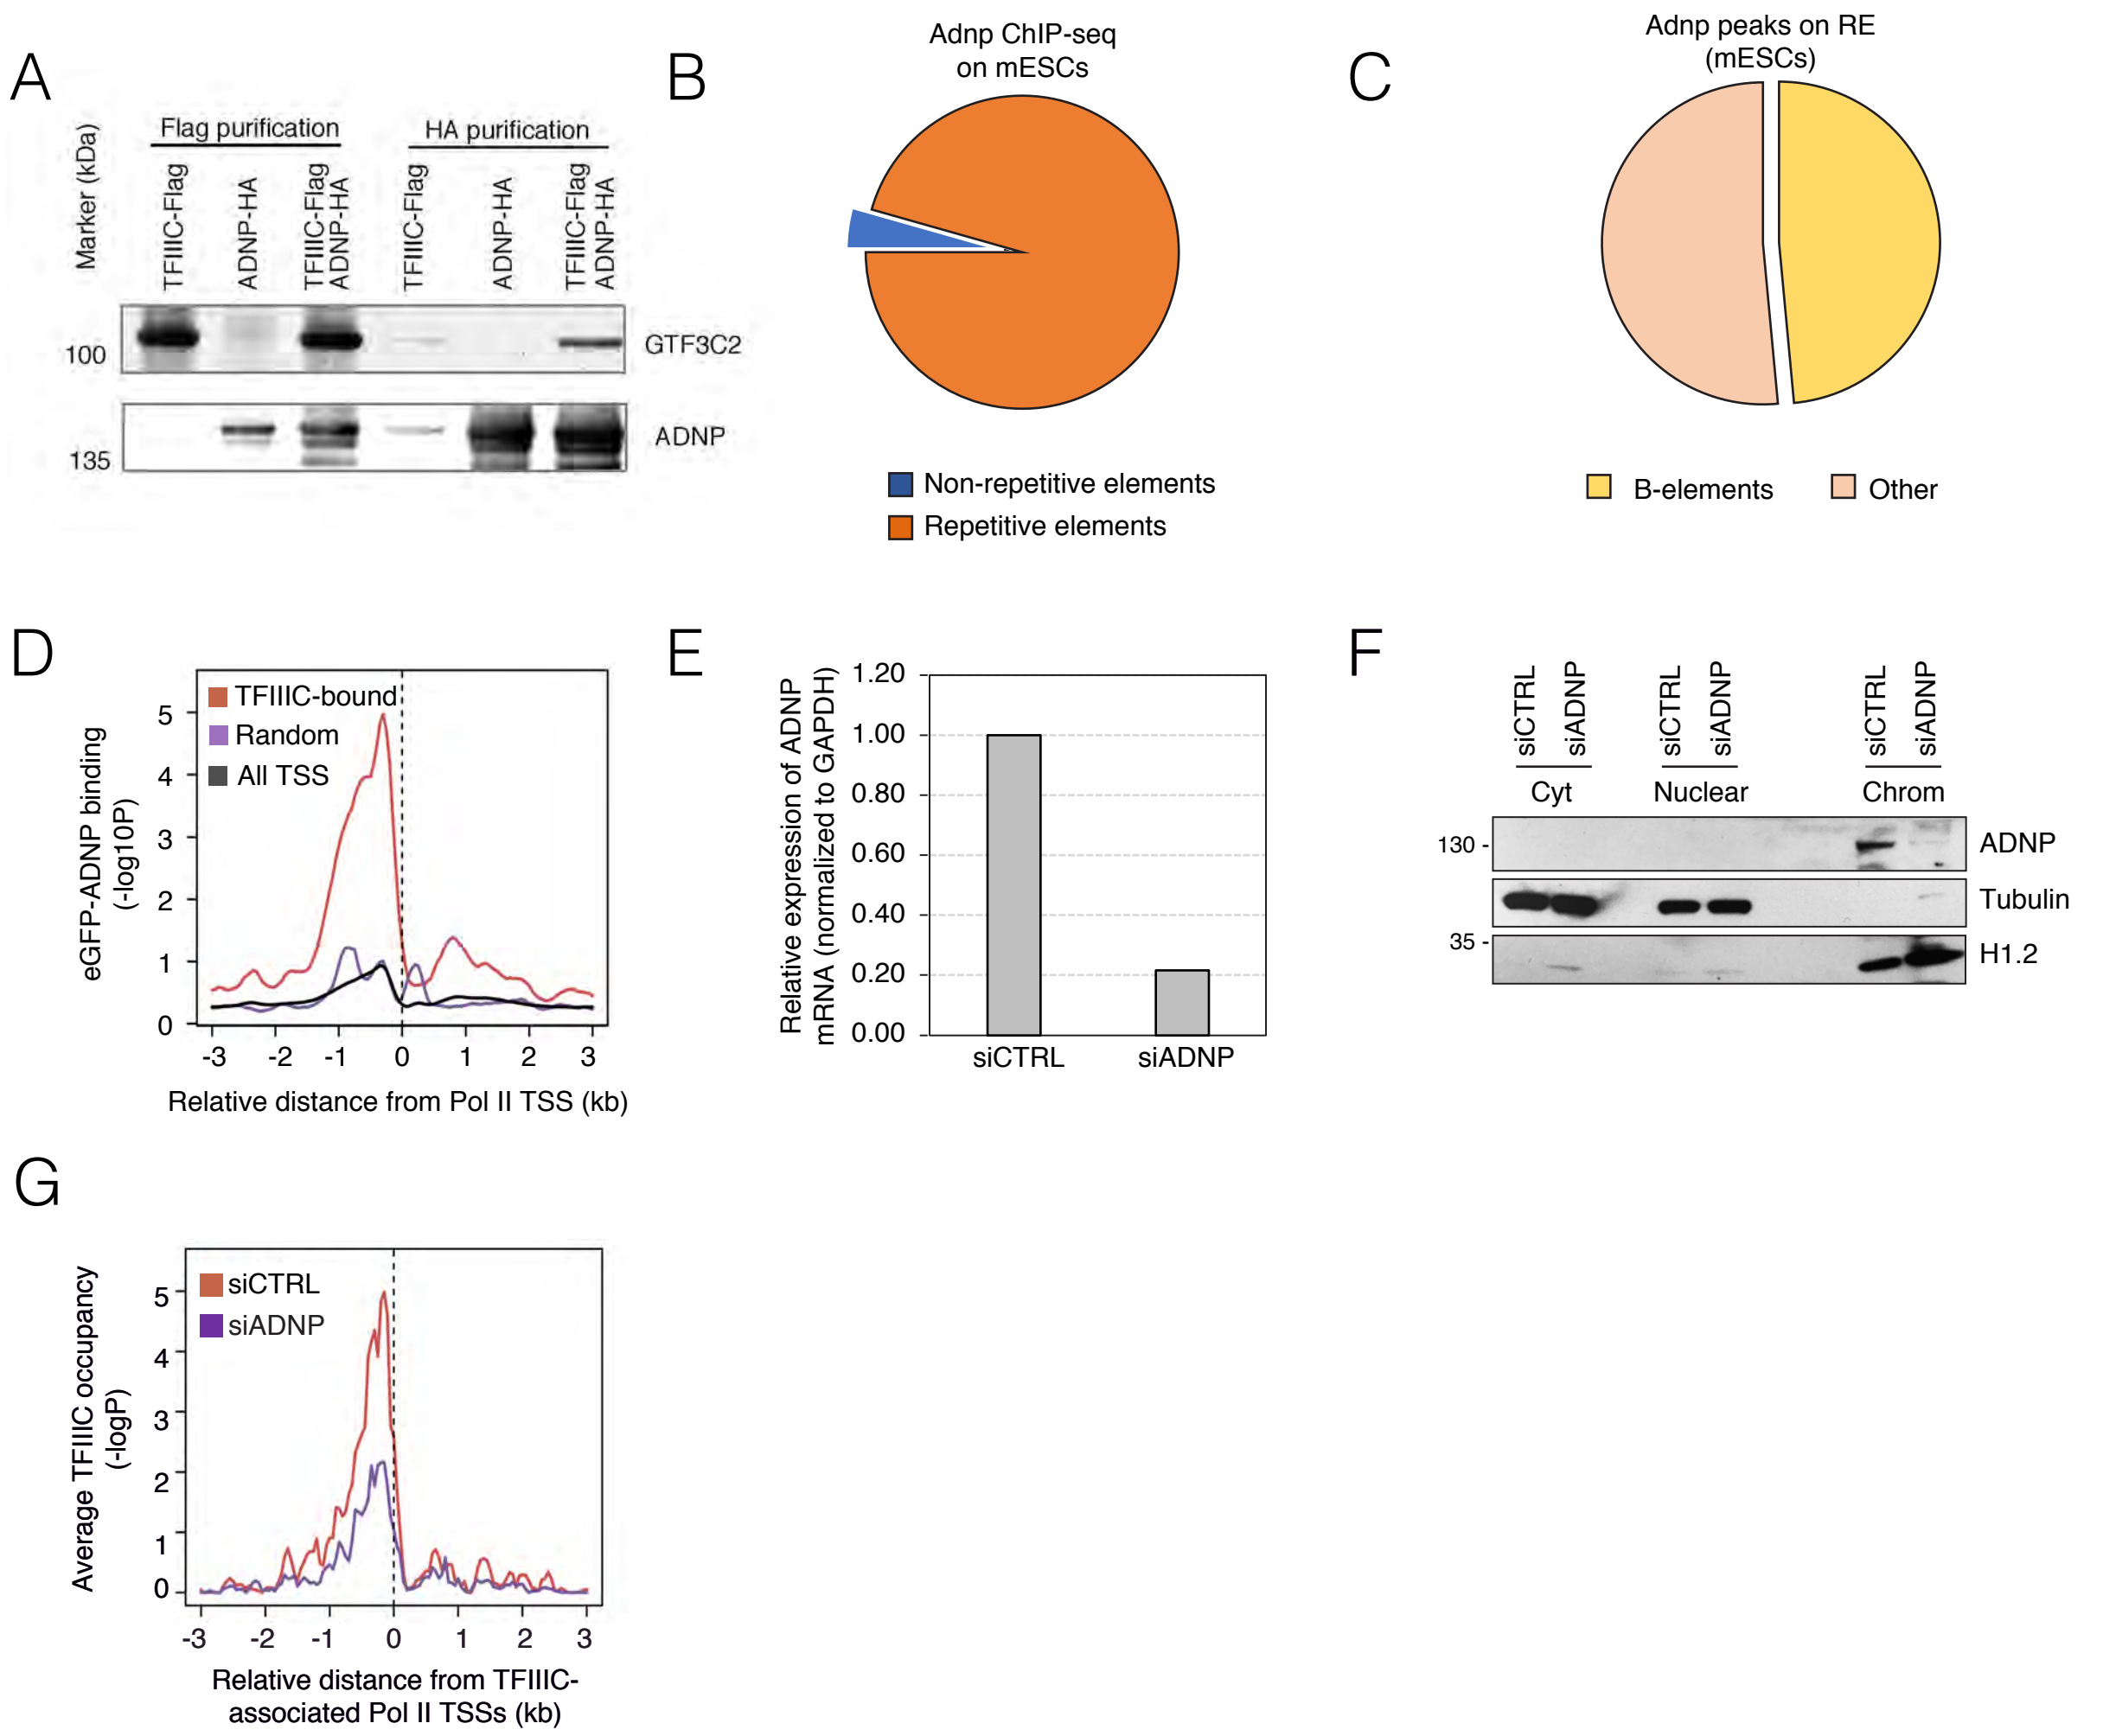 A
Marker (kDa)
Flag purification
HA purification
TFIIIC-Flag
ADNP-HA
TFIIIC-Flag
ADNP-HA
TFIIIC-Flag
ADNP-HA
TFIIIC-Flag
ADNP-HA
100
GTF3C2
135
ADNP
B
Adnp ChIP-seq
on mESCs
Non-repetitive elements
Repetitive elements
C
Adnp peaks on RE
(mESCs)
B-elements
Other
D
eGFP-ADNP binding
(-log10P)
TFIIIC-bound
Random
All TSS
5
4
3
2
1
0
-3 -2 -1 0 1 2 3
Relative distance from Pol II TSS (kb)
E
Relative expression of ADNP
mRNA (normalized to GAPDH)
1.20
1.00
0.80
0.60
0.40
0.20
0.00
siCTRL siADNP
F
siCTRL
siADNP
siCTRL
siADNP
siCTRL
siADNP
Cyt
Nuclear
Chrom
130 -
ADNP
Tubulin
35 -
H1.2
G
Average TFIIIC occupancy
(-logP)
siCTRL
siADNP
5
4
3
2
1
0
-3 -2 -1 0 1 2 3
Relative distance from TFIIIC-
associated Pol II TSSs (kb)